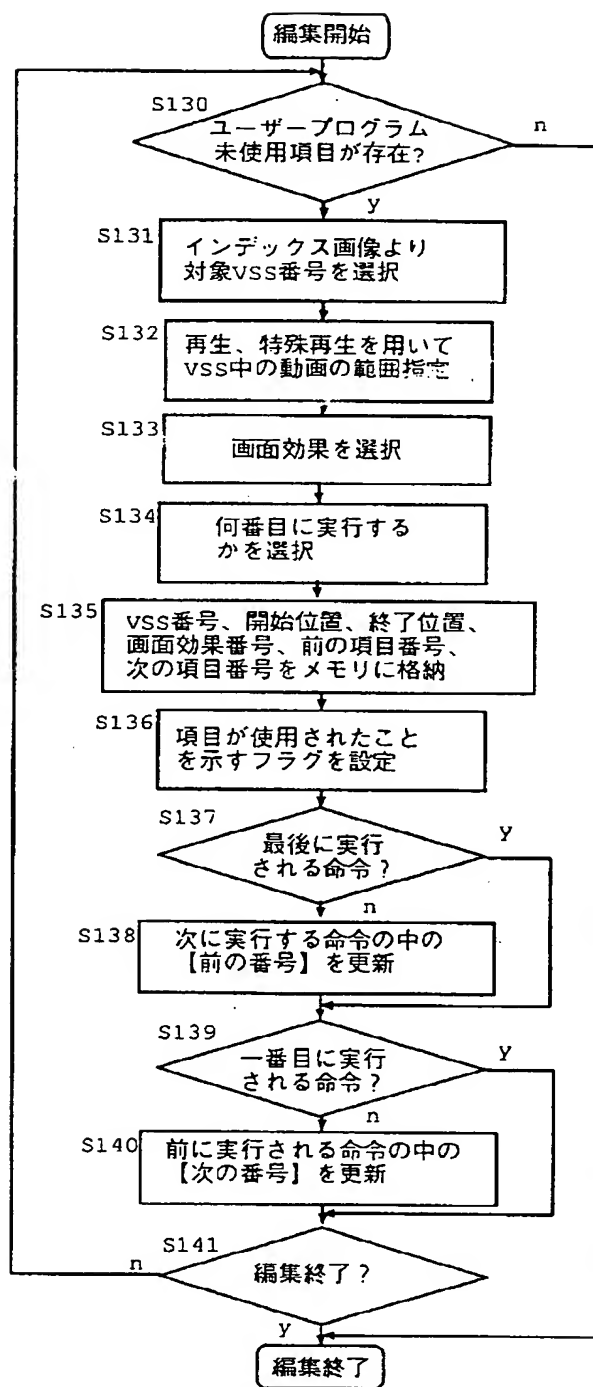 編集開始
S130
ユーザープログラム
未使用項目が存在?
n
y
S131
インデックス画像より
対象VSS番号を選択
S132
再生、特殊再生を用いて
VSS中の動画の範囲指定
S133
画面効果を選択
S134
何番目に実行する
かを選択
S135
VSS番号、開始位置、終了位置、
画面効果番号、前の項目番号、
次の項目番号をメモリに格納
S136
項目が使用されたこと
を示すフラグを設定
S137
最後に実行
される命令?
y
n
S138
次に実行する命令の中の
【前の番号】を更新
S139
一番目に実行
される命令?
y
n
S140
前に実行される命令の中の
【次の番号】を更新
S141
編集終了?
n
y
編集終了